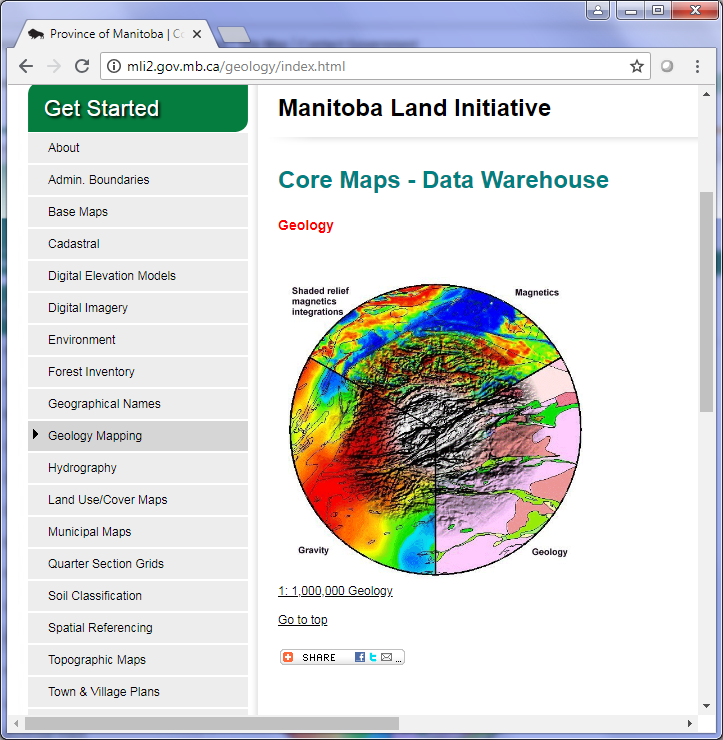 Province of Manitoba | Co
mli2.gov.mb.ca/geology/index.html
Get Started
About
Admin. Boundaries
Base Maps
Cadastral
Digital Elevation Models
Digital Imagery
Environment
Forest Inventory
Geographical Names
Geology Mapping
Hydrography
Land Use/Cover Maps
Municipal Maps
Quarter Section Grids
Soil Classification
Spatial Referencing
Topographic Maps
Town & Village Plans
Manitoba Land Initiative
Core Maps - Data Warehouse
Geology
Shaded relief
magnetics
integrations
Magnetics
Gravity
Geology
1: 1,000,000 Geology
Go to top
SHARE ...